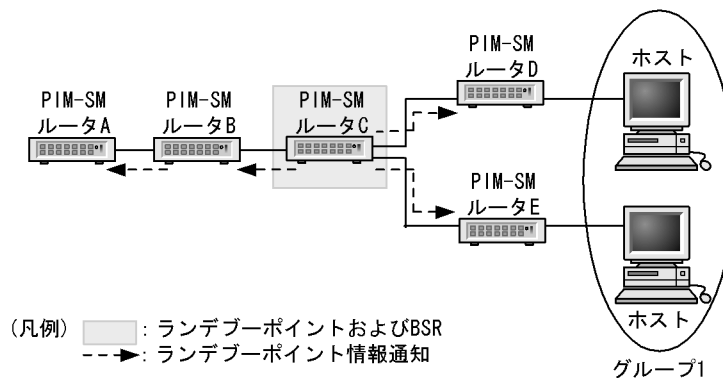 PIM-SM
ルータA
PIM-SM
ルータB
PIM-SM
ルータC
PIM-SM
ルータD
PIM-SM
ルータE
ホスト
ホスト
グループ1
(凡例)
: ランデブーポイントおよびBSR
: ランデブーポイント情報通知